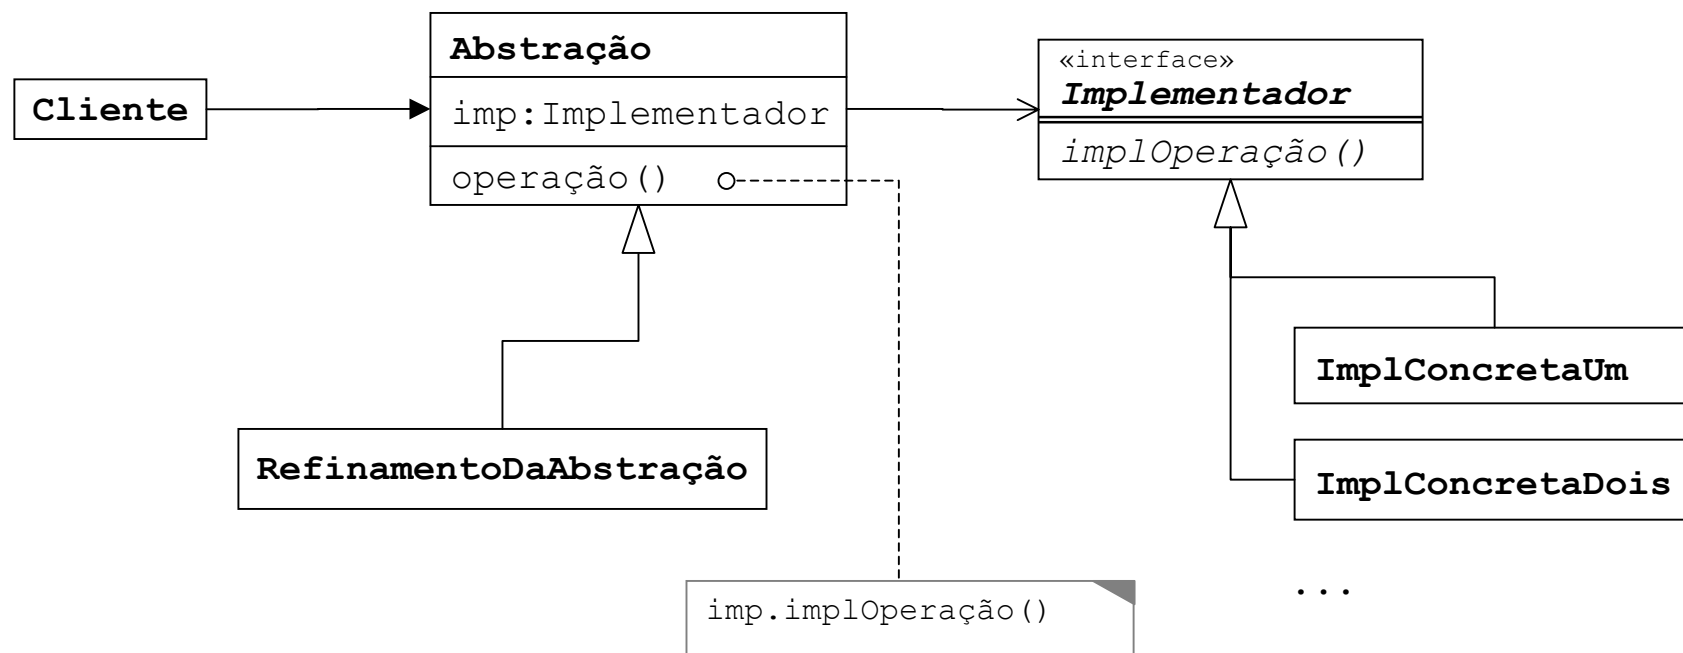 Cliente
Abstração
imp:Implementador
operação()
«interface»
Implementador
implOperação()
RefinamentoDaAbstração
ImplConcretaUm
ImplConcretaDois
...
imp.implOperação()